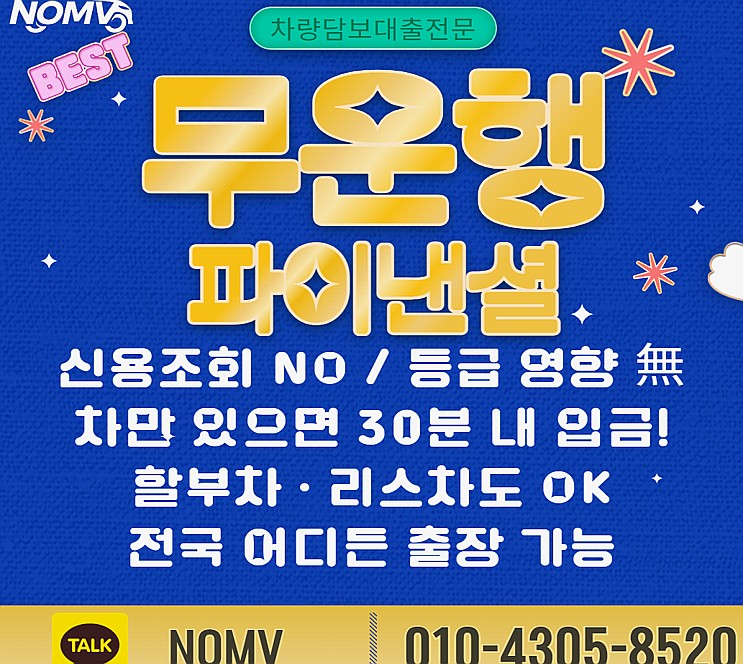 NOMV
차량담보대출전문
BEST
무운행
파이낸셜
신용조회 NO / 등급 영향 無
차만 있으면 30분 내 입금!
할부차 · 리스차도 OK
전국 어디든 출장 가능
TALK NOMV 010-4305-8520